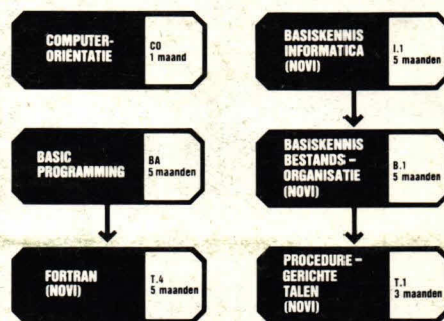 COMPUTER-
ORIËNTATIE
CO
1 maand
BASISKENNIS
INFORMATICA
(NOVI)
I.1
5 maanden
BASIC
PROGRAMMING
BA
5 maanden
BASISKENNIS
BESTANDS-
ORGANISATIE
(NOVI)
B.1
5 maanden
FORTRAN
(NOVI)
T.4
5 maanden
PROCEDURE-
GERICHTE
TALEN
(NOVI)
T.1
3 maanden